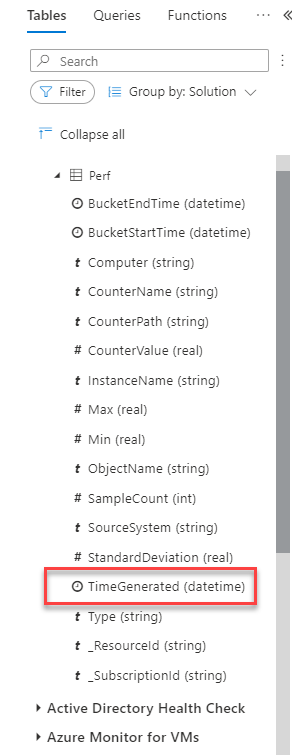 Tables Queries Functions ... «
Search
Filter Group by: Solution
Collapse all
Perf
BucketEndTime (datetime)
BucketStartTime (datetime)
t Computer (string)
t CounterName (string)
t CounterPath (string)
# CounterValue (real)
t InstanceName (string)
# Max (real)
# Min (real)
t ObjectName (string)
# SampleCount (int)
t SourceSystem (string)
# StandardDeviation (real)
TimeGenerated (datetime)
t Type (string)
t _ResourceId (string)
t _SubscriptionId (string)
Active Directory Health Check
Azure Monitor for VMs